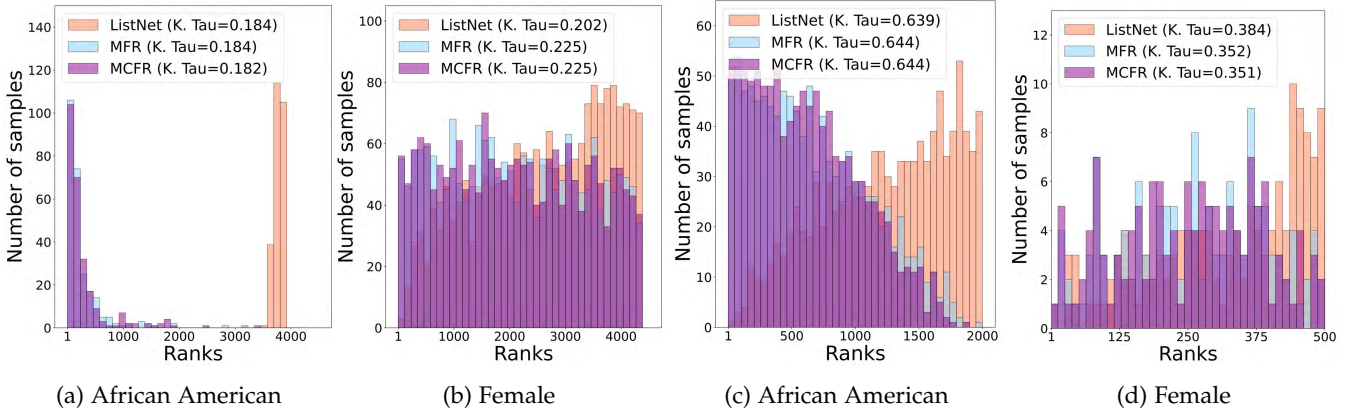 ListNet (K. Tau=0.184)
MFR (K. Tau=0.184)
MCFR (K. Tau=0.182)
Number of samples
0
20
40
60
80
100
120
140
1
1000
2000
3000
4000
Ranks
(a) African American
ListNet (K. Tau=0.202)
MFR (K. Tau=0.225)
MCFR (K. Tau=0.225)
Number of samples
0
20
40
60
80
100
1
1000
2000
3000
4000
Ranks
(b) Female
ListNet (K. Tau=0.639)
MFR (K. Tau=0.644)
MCFR (K. Tau=0.644)
Number of samples
0
10
20
30
40
50
60
1
500
1000
1500
2000
Ranks
(c) African American
ListNet (K. Tau=0.384)
MFR (K. Tau=0.352)
MCFR (K. Tau=0.351)
Number of samples
0
2
4
6
8
10
12
1
125
250
375
500
Ranks
(d) Female